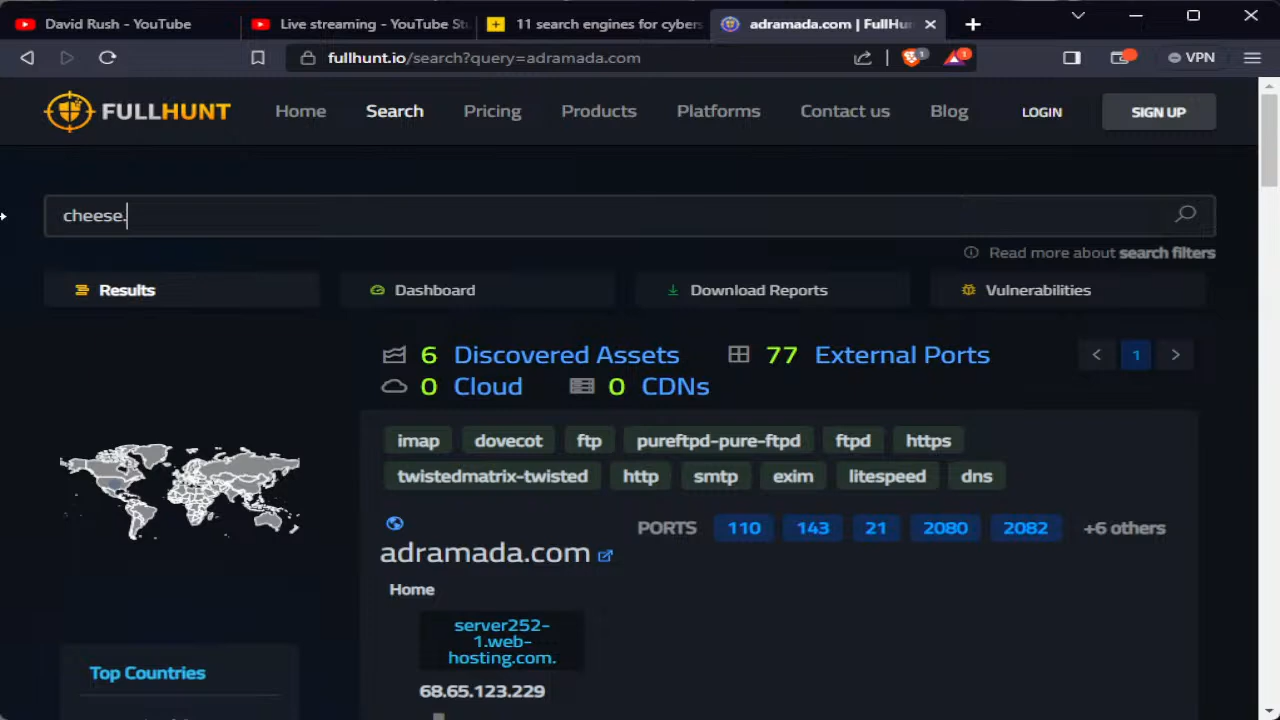 David Rush - YouTube
Live streaming - YouTube St
11 search engines for cybers
adramada.com | FullHun
fullhunt.io/search?query=adramada.com
1
1
VPN
FULLHUNT
Home
Search
Pricing
Products
Platforms
Contact us
Blog
LOGIN
SIGN UP
cheese.
Read more about search filters
Results
Dashboard
Download Reports
Vulnerabilities
6 Discovered Assets
77 External Ports
1
0 Cloud
0 CDNs
imap
dovecot
ftp
pureftpd-pure-ftpd
ftpd
https
twistedmatrix-twisted
http
smtp
exim
litespeed
dns
adramada.com
PORTS
110
143
21
2080
2082
+6 others
Home
server252-
1.web-
hosting.com.
68.65.123.229
Top Countries